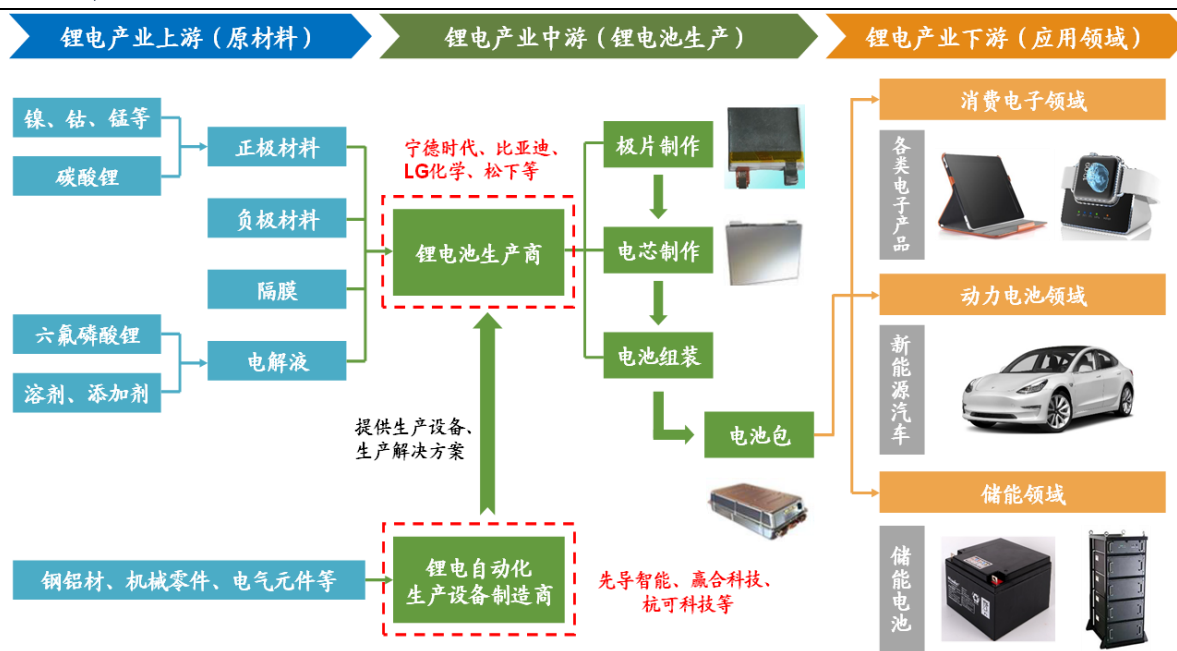 锂电产业上游（原材料）
锂电产业中游（锂电池生产）
锂电产业下游（应用领域）
镍、钴、锰等
碳酸锂
正极材料
负极材料
隔膜
六氟磷酸锂
溶剂、添加剂
电解液
宁德时代、比亚迪、
LG化学、松下等
锂电池生产商
提供生产设备、
生产解决方案
钢铝材、机械零件、电气元件等
锂电自动化
生产设备制造商
先导智能、赢合科技、
杭可科技等
极片制作
电芯制作
电池组装
电池包
消费电子领域
各类电子产品
动力电池领域
新能源汽车
储能领域
储能电池